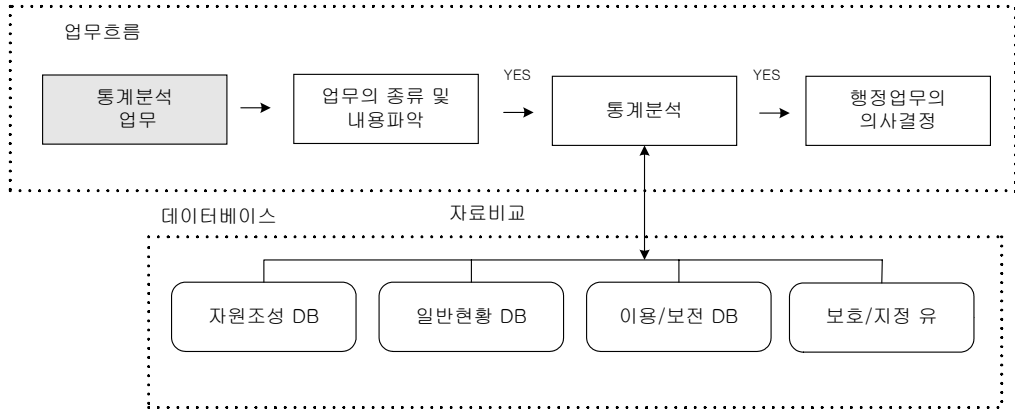 업무흐름
통계분석
업무
업무의 종류 및
내용파악
YES
통계분석
YES
행정업무의
의사결정
데이터베이스
자료비교
자원조성 DB
일반현황 DB
이용/보전 DB
보호/지정 유